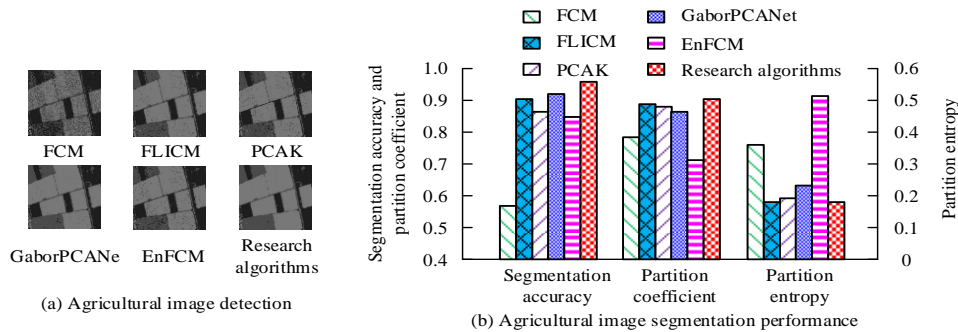 FCM
FLICM
PCAK
GaborPCANe
EnFCM
Research
algorithms
(a) Agricultural image detection
FCM
GaborPCANet
FLICM
EnFCM
PCAK
Research algorithms
Segmentation accuracy and
partition coefficient
1.0
0.9
0.8
0.7
0.6
0.5
0.4
0.6
0.5
0.4
0.3
0.2
0.1
0
Partition entropy
Segmentation
accuracy
Partition
coefficient
Partition
entropy
(b) Agricultural image segmentation performance